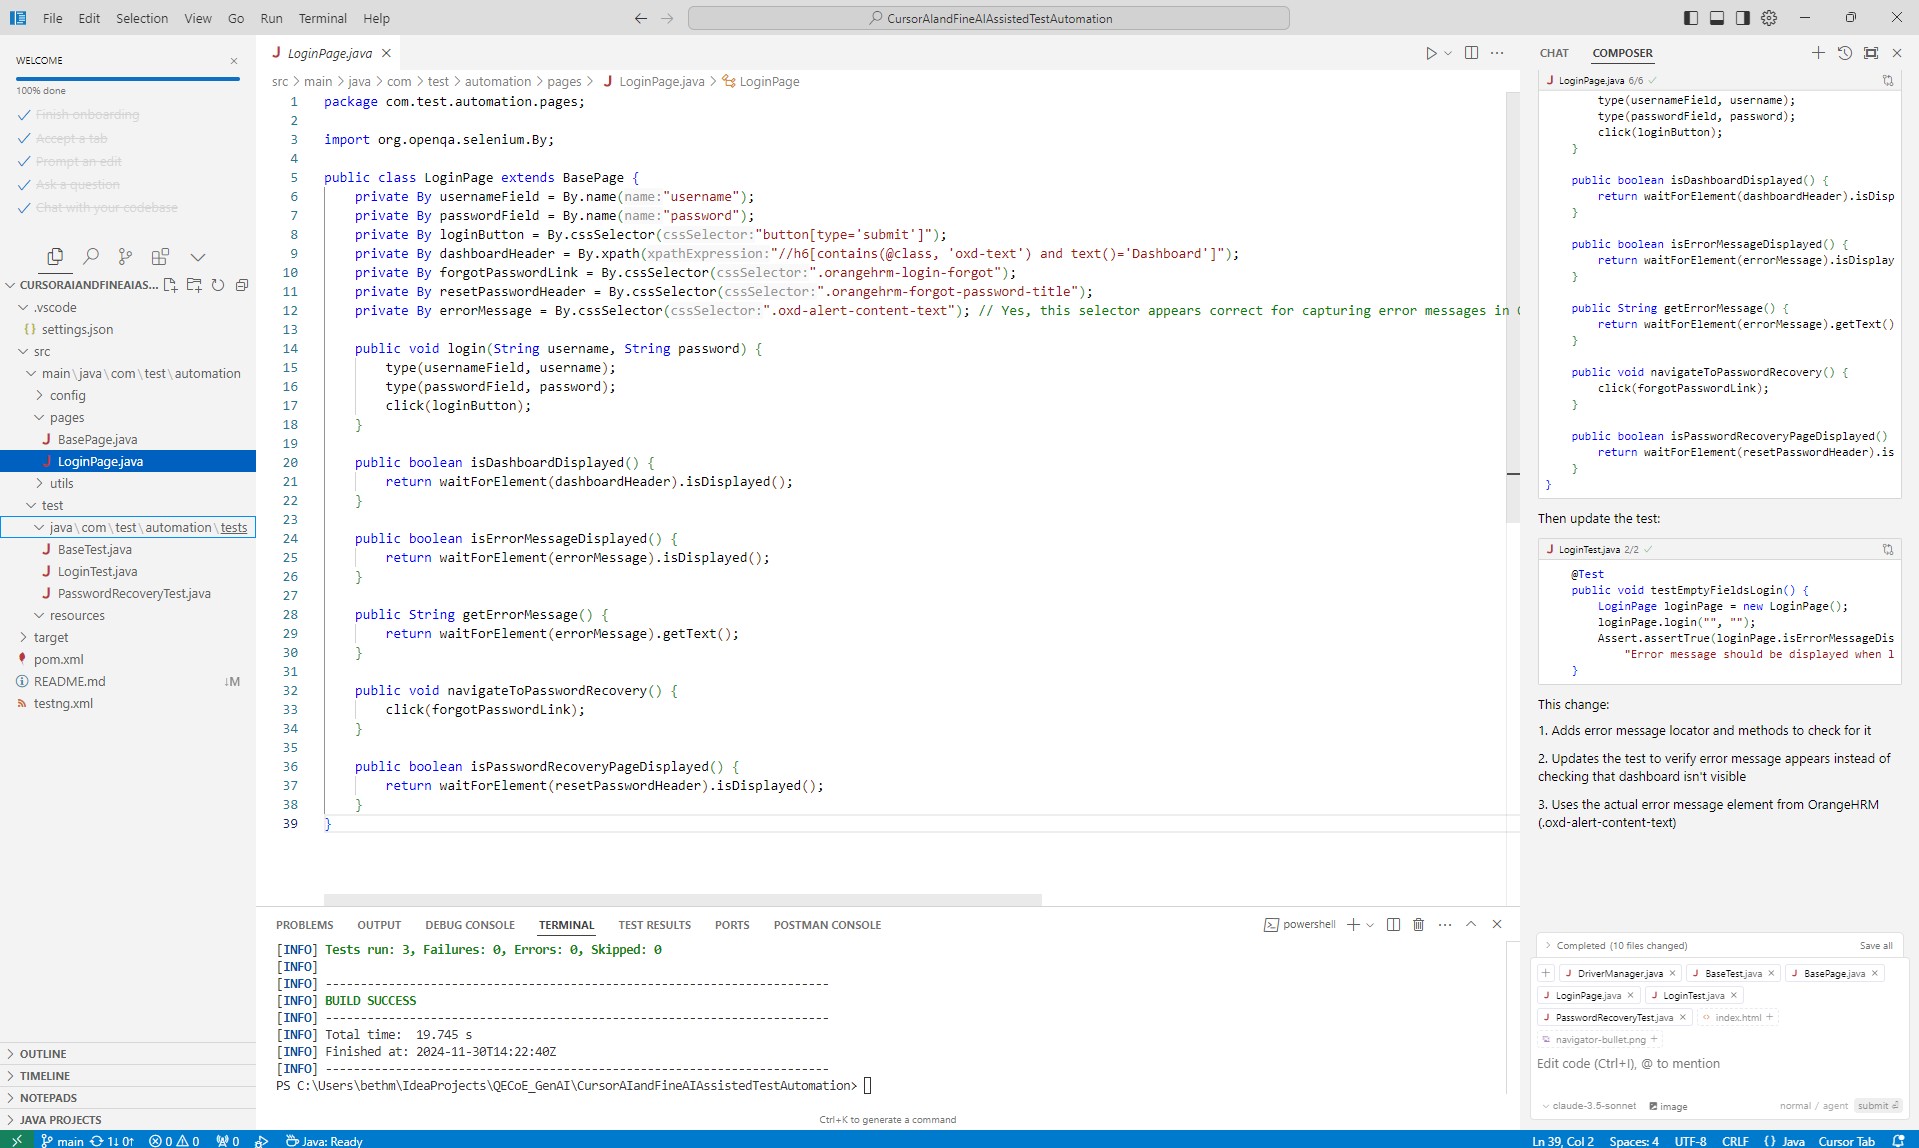 File Edit Selection View Go Run Terminal Help
CursorAIandFineAIAssistedTestAutomation
WELCOME
100% done
Finish onboarding
Accept a tab
Prompt an edit
Ask a question
Chat with your codebase
CURSORAIANDFINEAIAS...
.vscode
{} settings.json
src
main\java\com\test\automation
config
pages
J BasePage.java
J LoginPage.java
utils
test
java\com\test\automation\tests
J BaseTest.java
J LoginTest.java
J PasswordRecoveryTest.java
resources
target
pom.xml
README.md ↓M
testng.xml
OUTLINE
TIMELINE
NOTEPADS
JAVA PROJECTS
J LoginPage.java
src > main > java > com > test > automation > pages > J LoginPage.java > LoginPage
1 package com.test.automation.pages;
2
3 import org.openqa.selenium.By;
4
5 public class LoginPage extends BasePage {
6 private By usernameField = By.name(name:"username");
7 private By passwordField = By.name(name:"password");
8 private By loginButton = By.cssSelector(cssSelector:"button[type='submit']");
9 private By dashboardHeader = By.xpath(xpathExpression:"//h6[contains(@class, 'oxd-text') and text()='Dashboard']");
10 private By forgotPasswordLink = By.cssSelector(cssSelector:".orangehrm-login-forgot");
11 private By resetPasswordHeader = By.cssSelector(cssSelector:".orangehrm-forgot-password-title");
12 private By errorMessage = By.cssSelector(cssSelector:".oxd-alert-content-text"); // Yes, this selector appears correct for capturing error messages in
13
14 public void login(String username, String password) {
15 type(usernameField, username);
16 type(passwordField, password);
17 click(loginButton);
18 }
19
20 public boolean isDashboardDisplayed() {
21 return waitForElement(dashboardHeader).isDisplayed();
22 }
23
24 public boolean isErrorMessageDisplayed() {
25 return waitForElement(errorMessage).isDisplayed();
26 }
27
28 public String getErrorMessage() {
29 return waitForElement(errorMessage).getText();
30 }
31
32 public void navigateToPasswordRecovery() {
33 click(forgotPasswordLink);
34 }
35
36 public boolean isPasswordRecoveryPageDisplayed() {
37 return waitForElement(resetPasswordHeader).isDisplayed();
38 }
39 }
PROBLEMS OUTPUT DEBUG CONSOLE TERMINAL TEST RESULTS PORTS POSTMAN CONSOLE
powershell
[INFO] Tests run: 3, Failures: 0, Errors: 0, Skipped: 0
[INFO]
[INFO] ------------------------------------------------------------------------
[INFO] BUILD SUCCESS
[INFO] ------------------------------------------------------------------------
[INFO] Total time:  19.745 s
[INFO] Finished at: 2024-11-30T14:22:40Z
[INFO] ------------------------------------------------------------------------
PS C:\Users\bethm\IdeaProjects\QECoE_GenAI\CursorAIandFineAIAssistedTestAutomation>
Ctrl+K to generate a command
CHAT COMPOSER
J LoginPage.java 6/6
type(usernameField, username);
type(passwordField, password);
click(loginButton);
}
public boolean isDashboardDisplayed() {
return waitForElement(dashboardHeader).isDisp
}
public boolean isErrorMessageDisplayed() {
return waitForElement(errorMessage).isDisplay
}
public String getErrorMessage() {
return waitForElement(errorMessage).getText()
}
public void navigateToPasswordRecovery() {
click(forgotPasswordLink);
}
public boolean isPasswordRecoveryPageDisplayed()
return waitForElement(resetPasswordHeader).is
}
}
Then update the test:
J LoginTest.java 2/2
@Test
public void testEmptyFieldsLogin() {
LoginPage loginPage = new LoginPage();
loginPage.login("", "");
Assert.assertTrue(loginPage.isErrorMessageDis
"Error message should be displayed when l
}
This change:
1. Adds error message locator and methods to check for it
2. Updates the test to verify error message appears instead of
checking that dashboard isn't visible
3. Uses the actual error message element from OrangeHRM
(.oxd-alert-content-text)
Completed (10 files changed) Save all
+ J DriverManager.java × J BaseTest.java × J BasePage.java ×
J LoginPage.java × J LoginTest.java ×
J PasswordRecoveryTest.java × index.html +
navigator-bullet.png +
Edit code (Ctrl+I), @ to mention
claude-3.5-sonnet image normal / agent submit
main 1↓ 0↑ 0 0 0 Java: Ready
Ln 39, Col 2 Spaces: 4 UTF-8 CRLF {} Java Cursor Tab